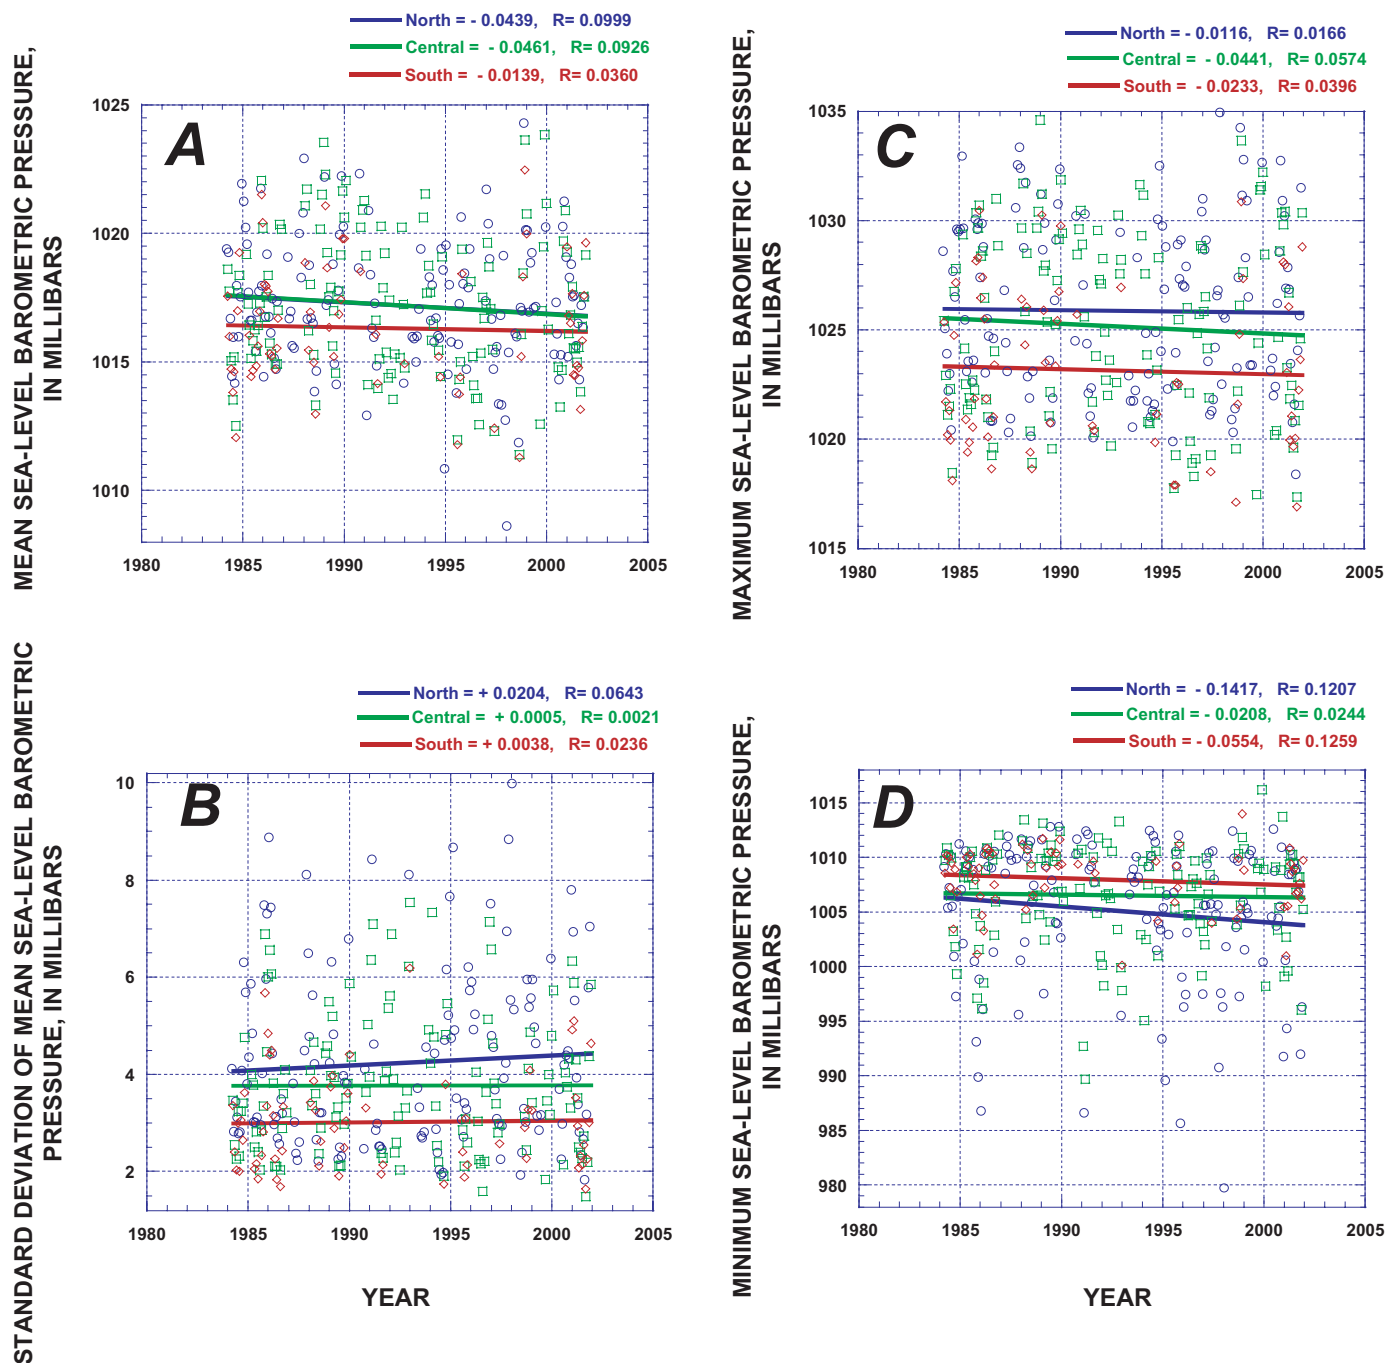 North = - 0.0439, R= 0.0999
Central = - 0.0461, R= 0.0926
South = - 0.0139, R= 0.0360
MEAN SEA-LEVEL BAROMETRIC PRESSURE,
IN MILLIBARS
A
1025
1020
1015
1010
1980 1985 1990 1995 2000 2005
North = - 0.0116, R= 0.0166
Central = - 0.0441, R= 0.0574
South = - 0.0233, R= 0.0396
MAXIMUM SEA-LEVEL BAROMETRIC PRESSURE,
IN MILLIBARS
C
1035
1030
1025
1020
1015
1980 1985 1990 1995 2000 2005
North = + 0.0204, R= 0.0643
Central = + 0.0005, R= 0.0021
South = + 0.0038, R= 0.0236
STANDARD DEVIATION OF MEAN SEA-LEVEL BAROMETRIC
PRESSURE, IN MILLIBARS
B
10
8
6
4
2
1980 1985 1990 1995 2000 2005
YEAR
North = - 0.1417, R= 0.1207
Central = - 0.0208, R= 0.0244
South = - 0.0554, R= 0.1259
MINIMUM SEA-LEVEL BAROMETRIC PRESSURE,
IN MILLIBARS
D
1015
1010
1005
1000
995
990
985
980
1980 1985 1990 1995 2000 2005
YEAR